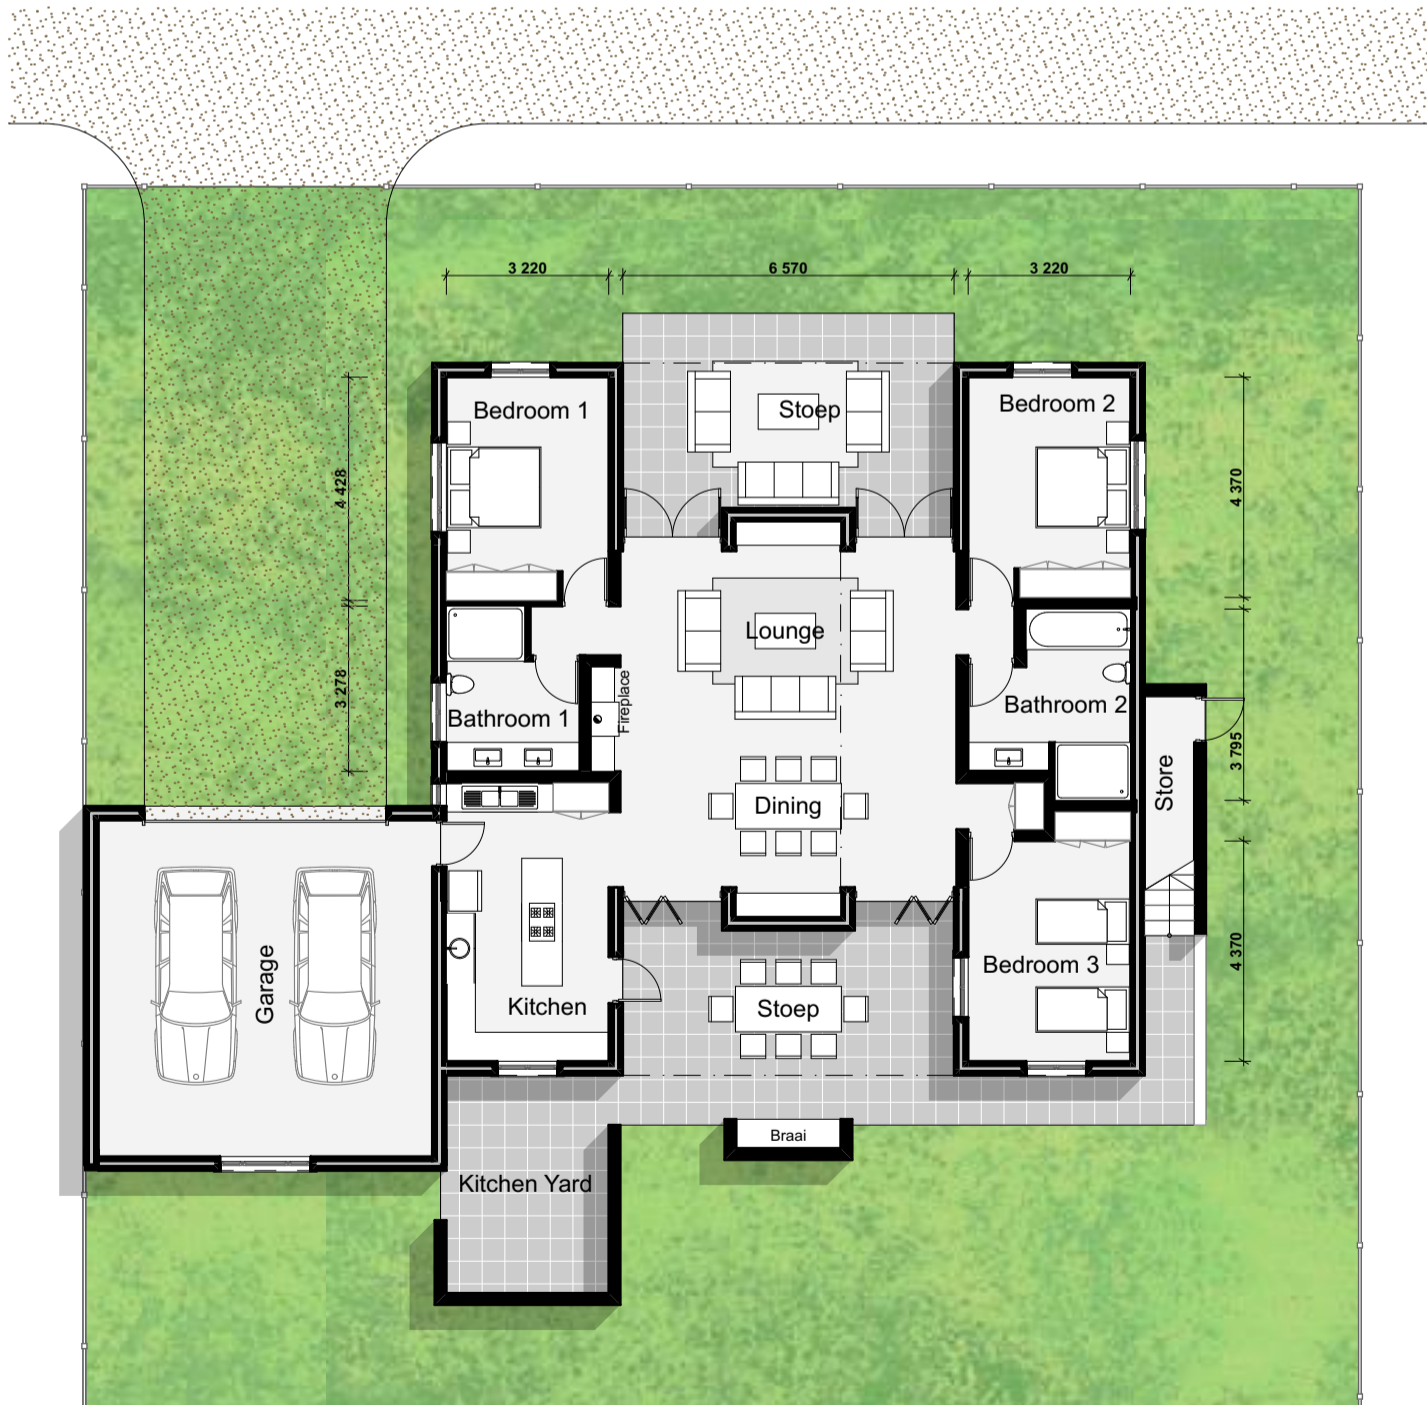 3 220
6 570
3 220
Bedroom 1
Stoep
Bedroom 2
4 428
4 370
Lounge
Fireplace
3 278
Bathroom 1
Bathroom 2
3 795
Store
Dining
Garage
Kitchen
Stoep
Bedroom 3
4 370
Braai
Kitchen Yard